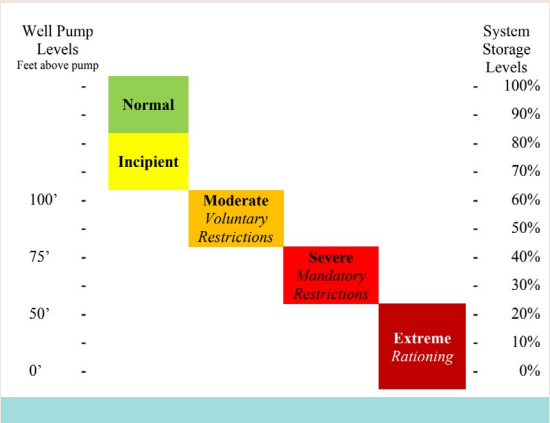 Well Pump
Levels
Feet above pump
System
Storage
Levels
- - 100%
Normal
- - 90%
- - 80%
Incipient
- - 70%
100’ - Moderate - 60%
Voluntary
- - 50%
Restrictions
75’ - Severe - 40%
Mandatory
- - 30%
Restrictions
50’ - - 20%
Extreme
- - 10%
Rationing
0’ - - 0%